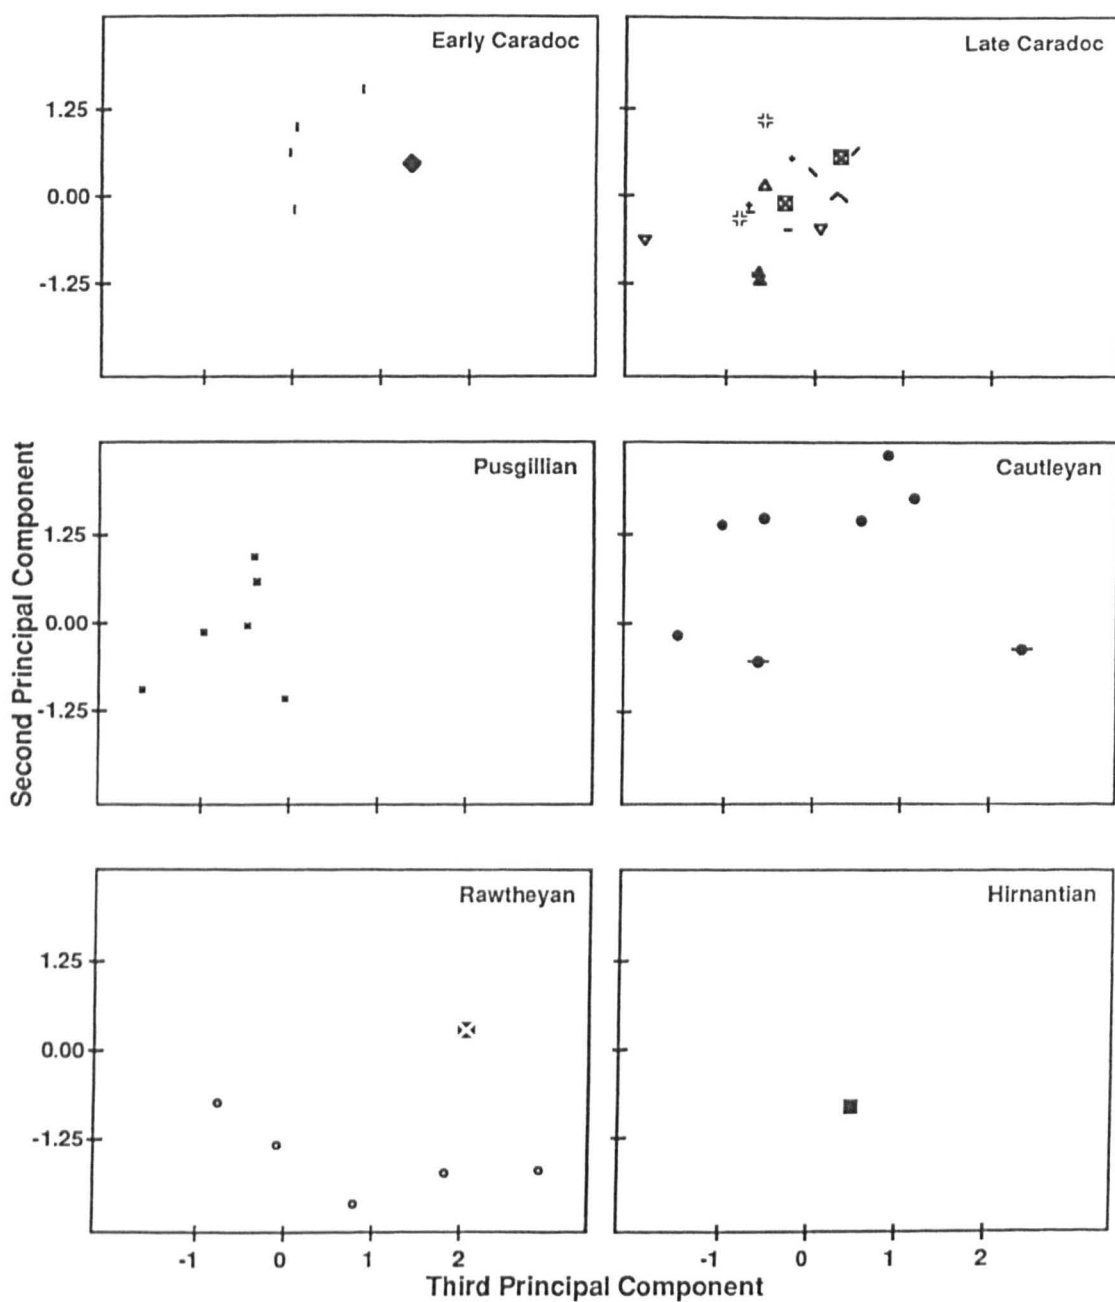 Early Caradoc
Late Caradoc
1.25
0.00
-1.25
Pusgillian
Cautleyan
1.25
0.00
-1.25
Second Principal Component
Rawtheyan
Hirnantian
1.25
0.00
-1.25
-1 0 1 2
-1 0 1 2
Third Principal Component